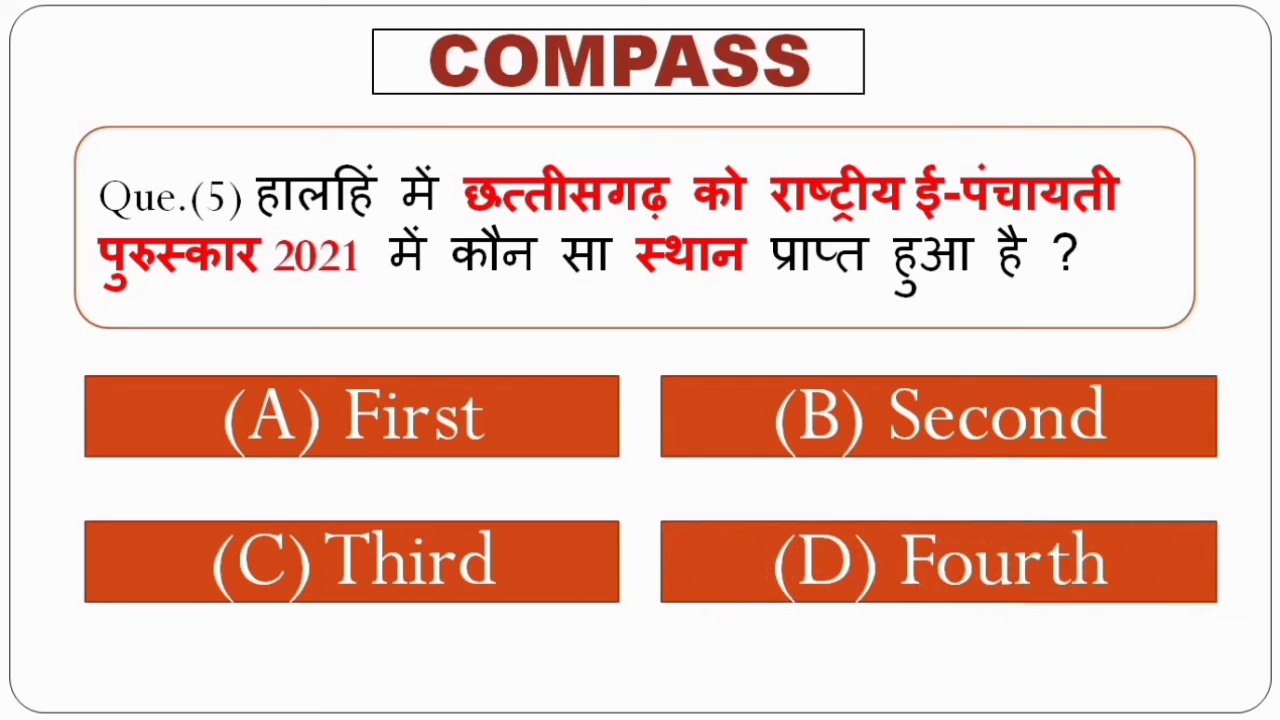 COMPASS
Que.(5) हालहिं में छत्तीसगढ़ को राष्ट्रीय ई-पंचायती
पुरुस्कार 2021 में कौन सा स्थान प्राप्त हुआ है ?
(A) First
(B) Second
(C) Third
(D) Fourth